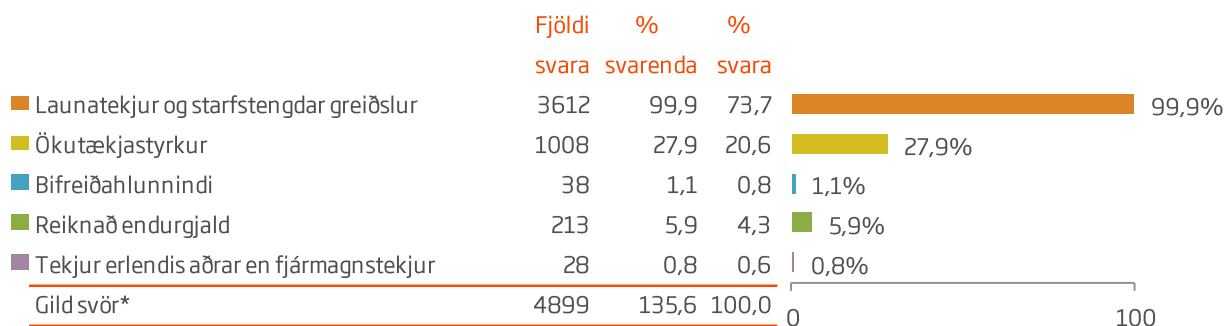 Fjöldi % %
svara svarenda svara
Launatekjur og starfstengdar greiðslur 3612 99,9 73,7 99,9%
Ökutækjastyrkur 1008 27,9 20,6 27,9%
Bifreiðahlunnindi 38 1,1 0,8 1,1%
Reiknað endurgjald 213 5,9 4,3 5,9%
Tekjur erlendis aðrar en fjármagnstekjur 28 0,8 0,6 0,8%
Gild svör* 4899 135,6 100,0
0 100